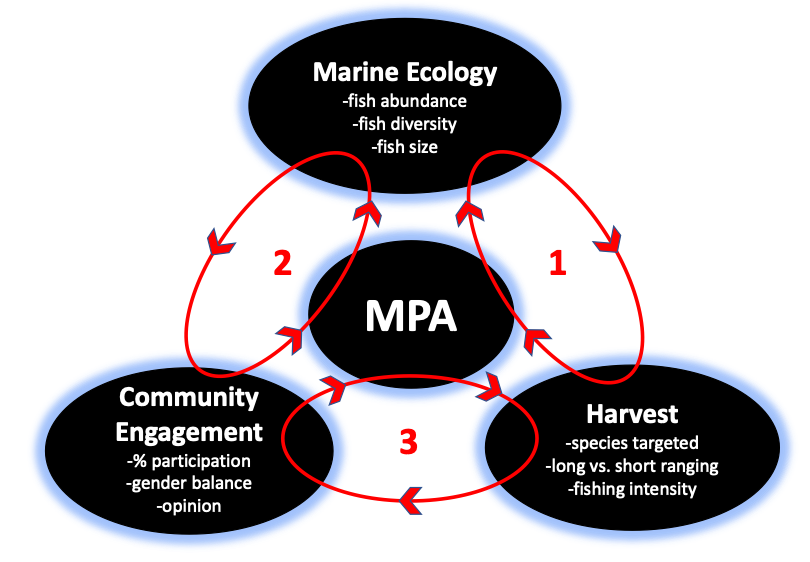 Marine Ecology
-fish abundance
-fish diversity
-fish size
2
1
MPA
Community
Engagement
-% participation
-gender balance
-opinion
3
Harvest
-species targeted
-long vs. short ranging
-fishing intensity